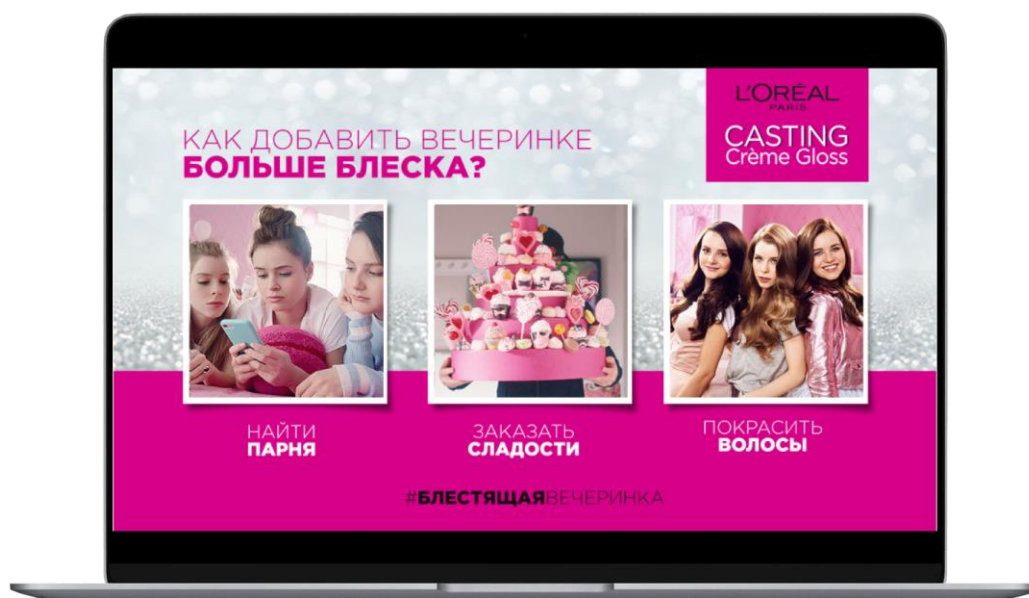 L'ORÉAL
PARIS
CASTING
Crème Gloss
КАК ДОБАВИТЬ ВЕЧЕРИНКЕ
БОЛЬШЕ БЛЕСКА?
НАЙТИ
ПАРНЯ
ЗАКАЗАТЬ
СЛАДОСТИ
ПОКРАСИТЬ
ВОЛОСЫ
#БЛЕСТЯЩАЯВЕЧЕРИНКА